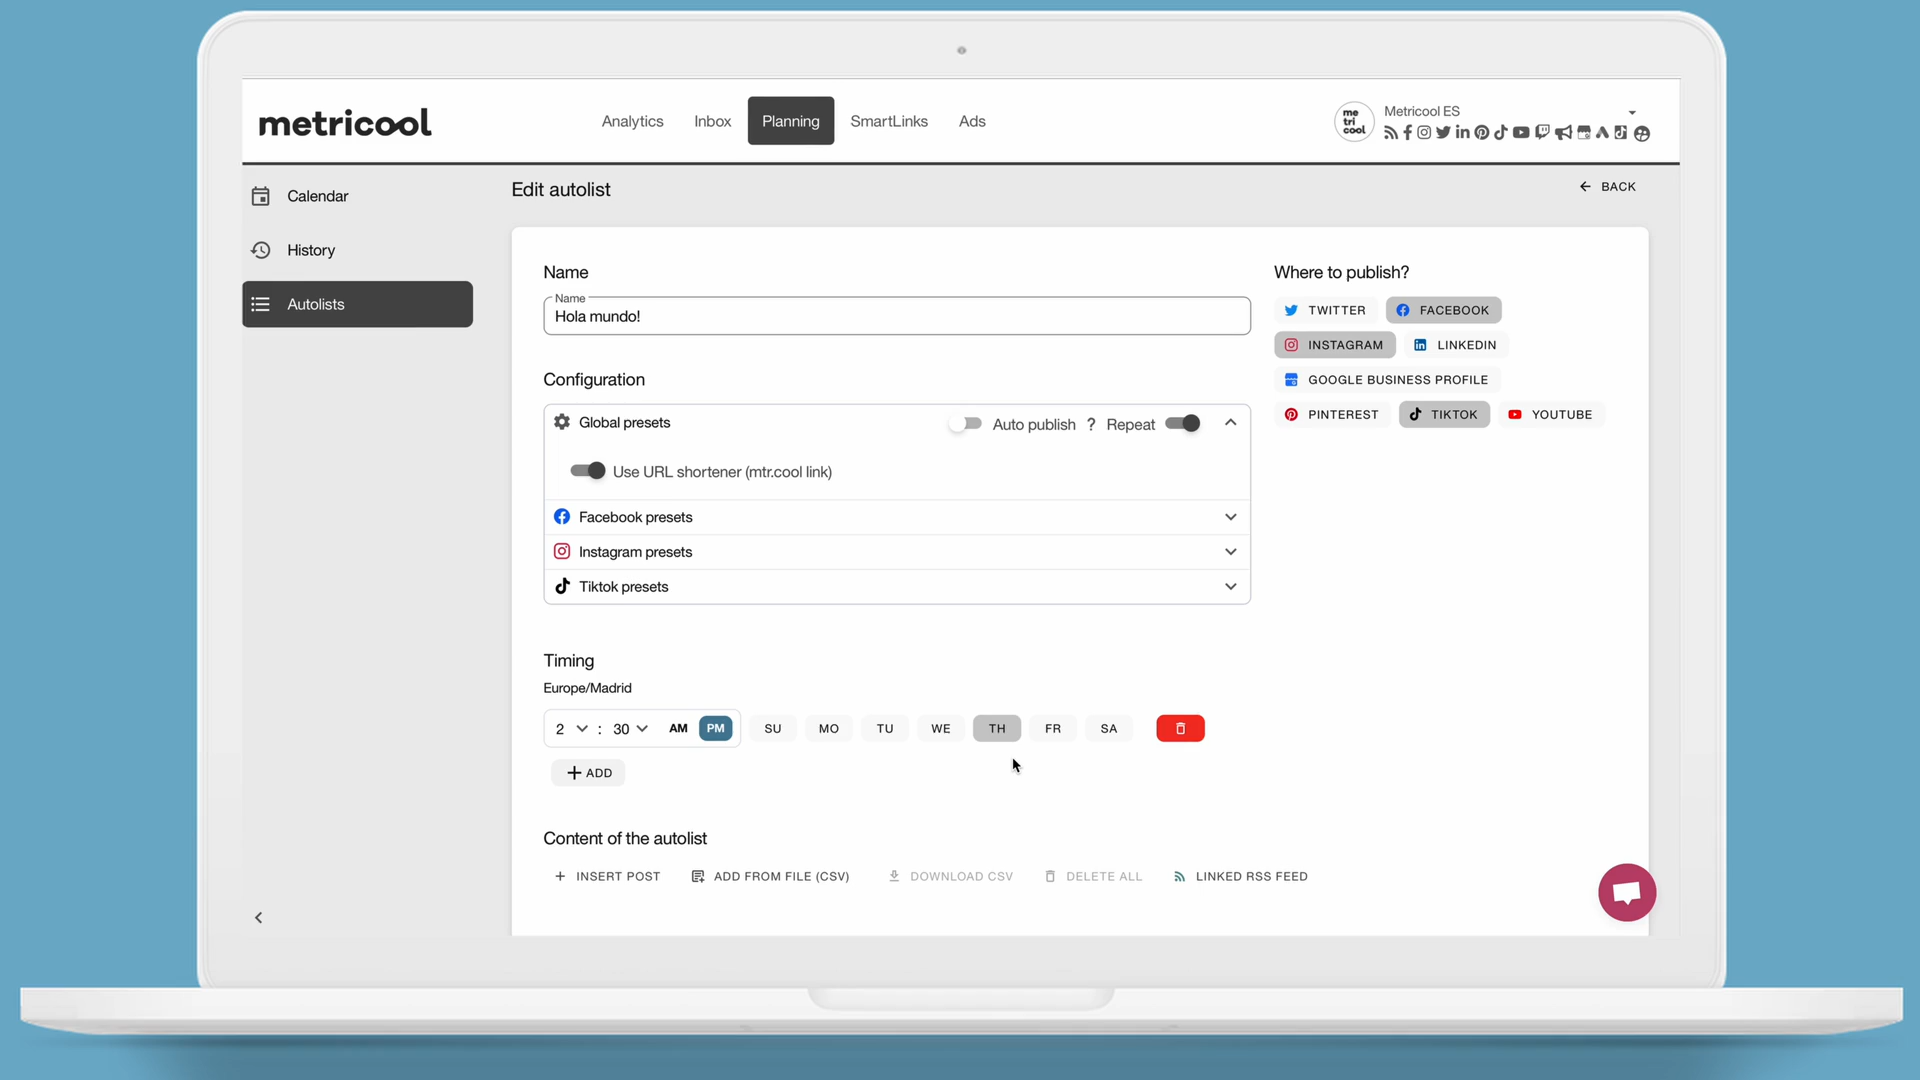 metricool
Analytics Inbox Planning SmartLinks Ads
me
tri
cool
Metricool ES
Calendar
History
Autolists
Edit autolist
BACK
Name
Name
Hola mundo!
Configuration
Global presets
Auto publish ? Repeat
Use URL shortener (mtr.cool link)
Facebook presets
Instagram presets
Tiktok presets
Where to publish?
TWITTER FACEBOOK
INSTAGRAM LINKEDIN
GOOGLE BUSINESS PROFILE
PINTEREST TIKTOK YOUTUBE
Timing
Europe/Madrid
2 : 30 AM PM SU MO TU WE TH FR SA
+ ADD
Content of the autolist
+ INSERT POST ADD FROM FILE (CSV) DOWNLOAD CSV DELETE ALL LINKED RSS FEED